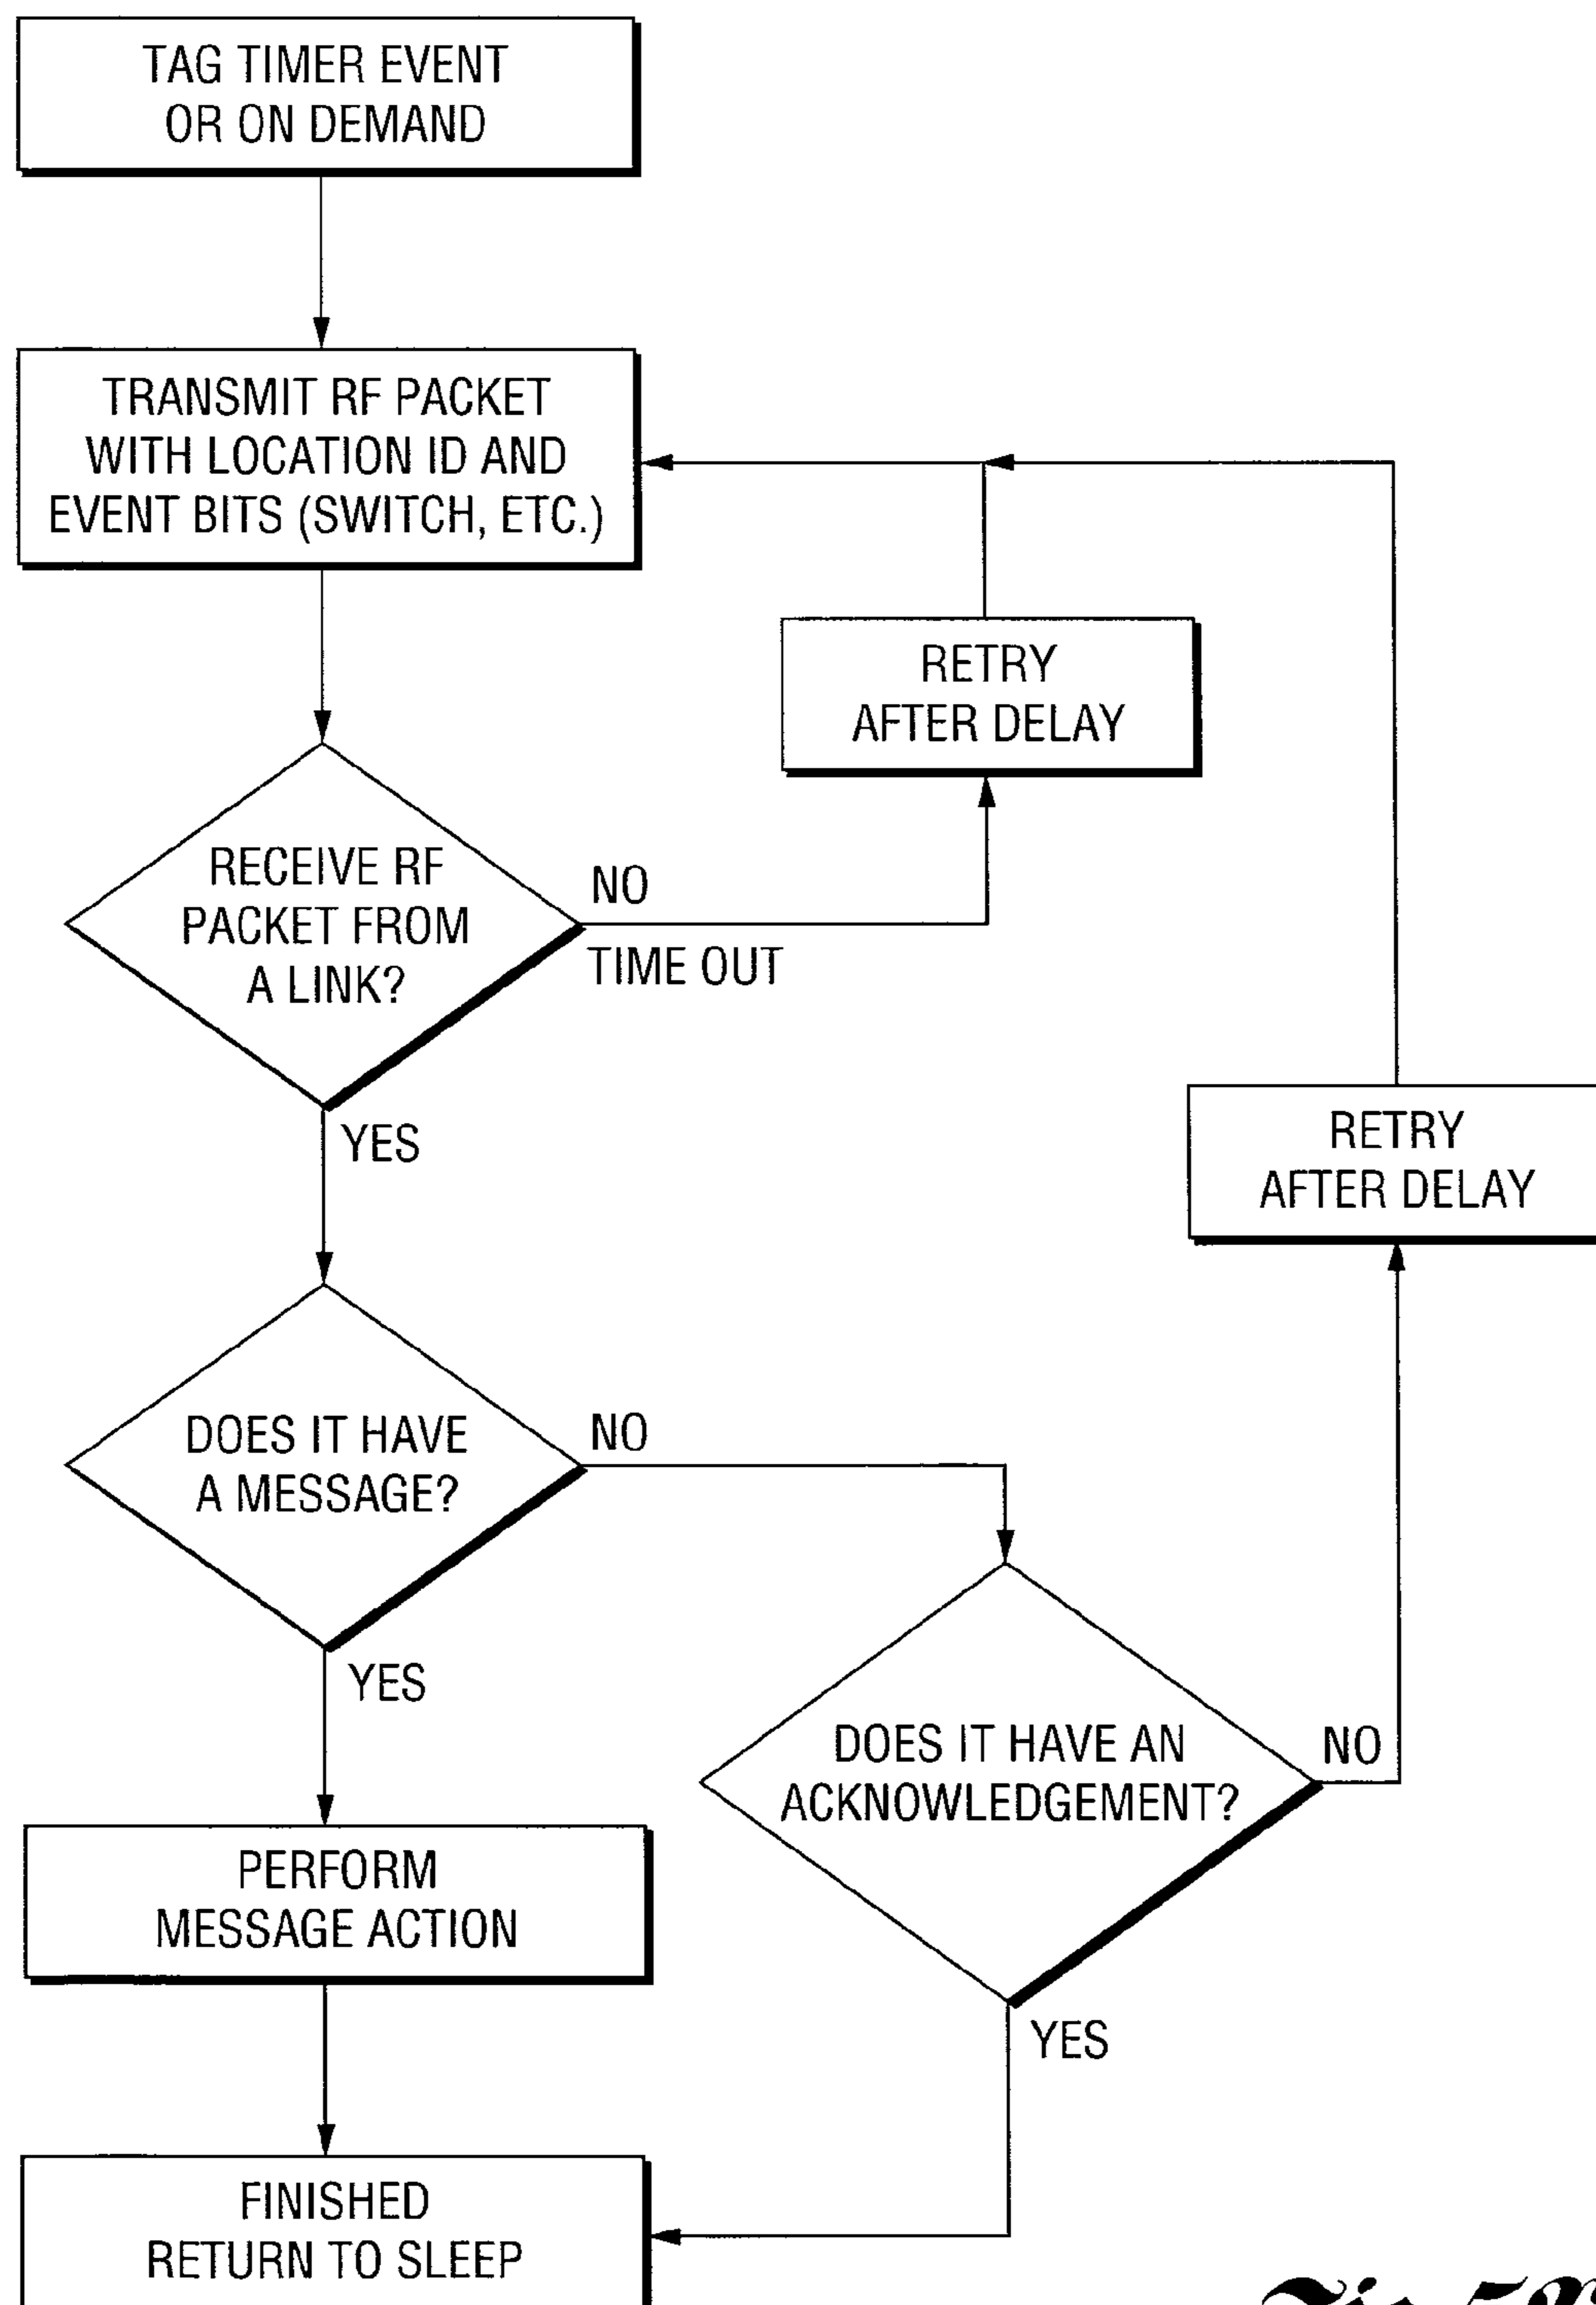 TAG TIMER EVENT
OR ON DEMAND
TRANSMIT RF PACKET
WITH LOCATION ID AND
EVENT BITS (SWITCH, ETC.)
RETRY
AFTER DELAY
RECEIVE RF
PACKET FROM
A LINK?
NO
TIME OUT
YES
RETRY
AFTER DELAY
DOES IT HAVE
A MESSAGE?
NO
YES
DOES IT HAVE AN
ACKNOWLEDGEMENT?
NO
YES
PERFORM
MESSAGE ACTION
FINISHED
RETURN TO SLEEP